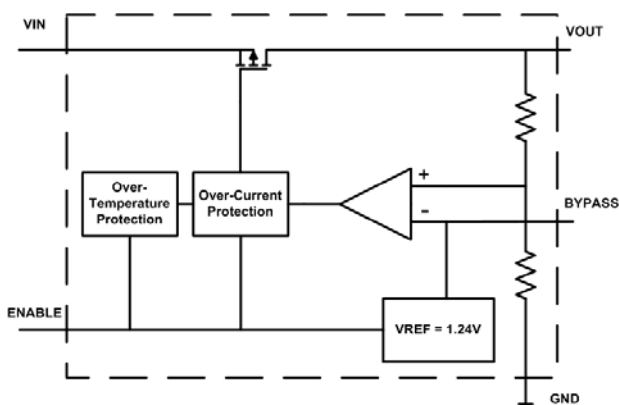 VIN
VOUT
Over-
Temperature
Protection
Over-Current
Protection
+
-
BYPASS
ENABLE
VREF = 1.24V
GND